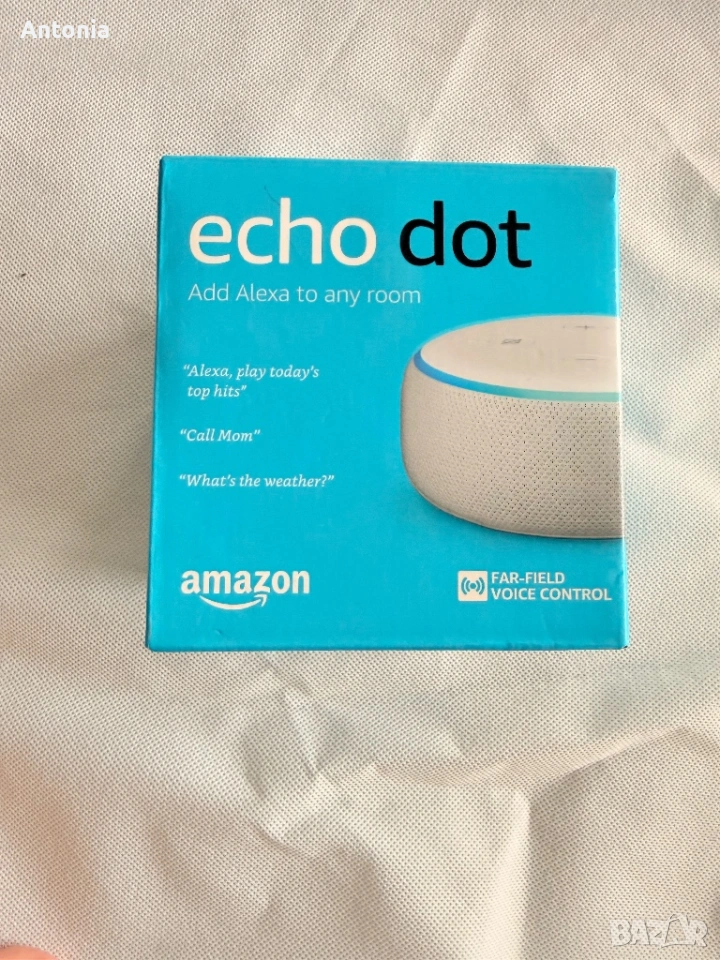 Antonia
echo dot
Add Alexa to any room
“Alexa, play today’s
top hits”
“Call Mom”
“What’s the weather?”
amazon
FAR-FIELD
VOICE CONTROL
BAZAR